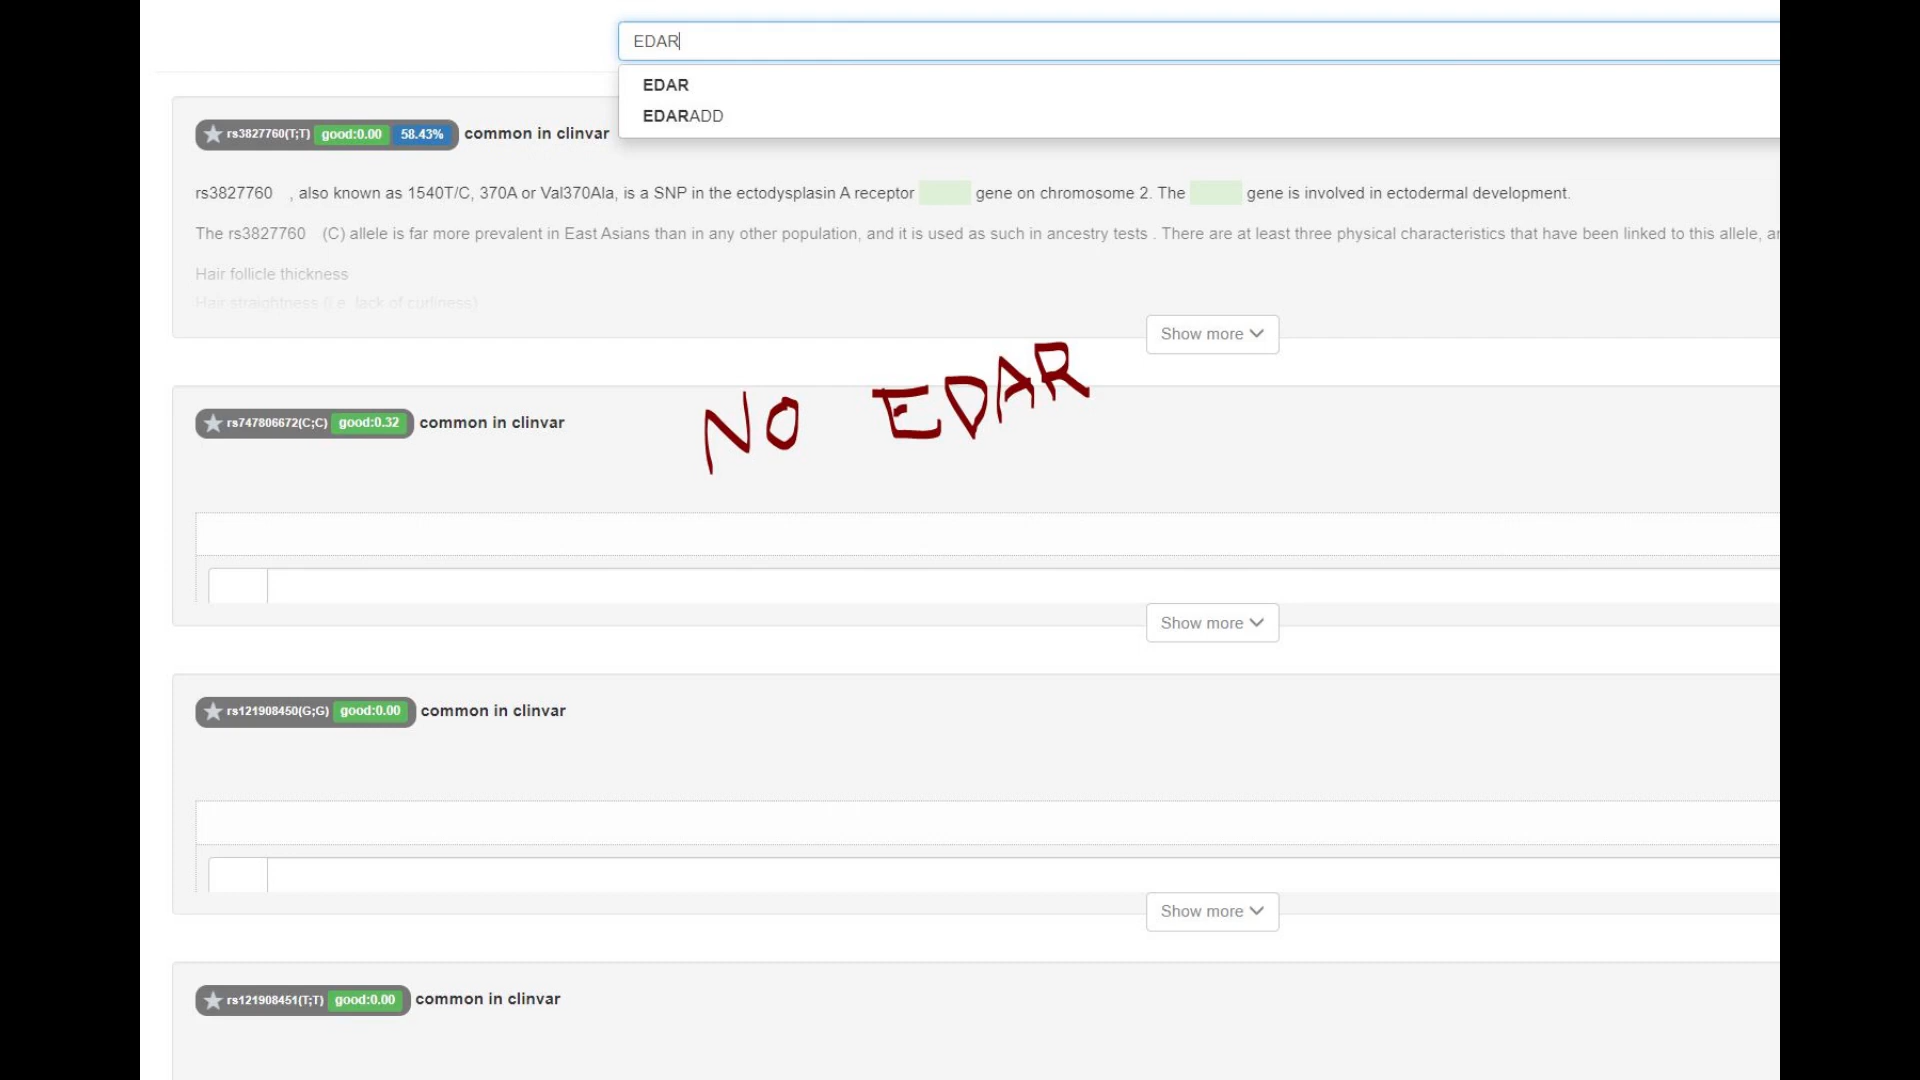 EDAR
EDAR
EDARADD
rs3827760(T;T) good:0.00 58.43% common in clinvar
rs3827760 , also known as 1540T/C, 370A or Val370Ala, is a SNP in the ectodysplasin A receptor gene on chromosome 2. The gene is involved in ectodermal development.
The rs3827760 (C) allele is far more prevalent in East Asians than in any other population, and it is used as such in ancestry tests . There are at least three physical characteristics that have been linked to this allele,
Hair follicle thickness
Hair straightness (i.e. lack of curliness)
Show more
NO EDAR
rs747806672(C;C) good:0.32 common in clinvar
Show more
rs121908450(G;G) good:0.00 common in clinvar
Show more
rs121908451(T;T) good:0.00 common in clinvar